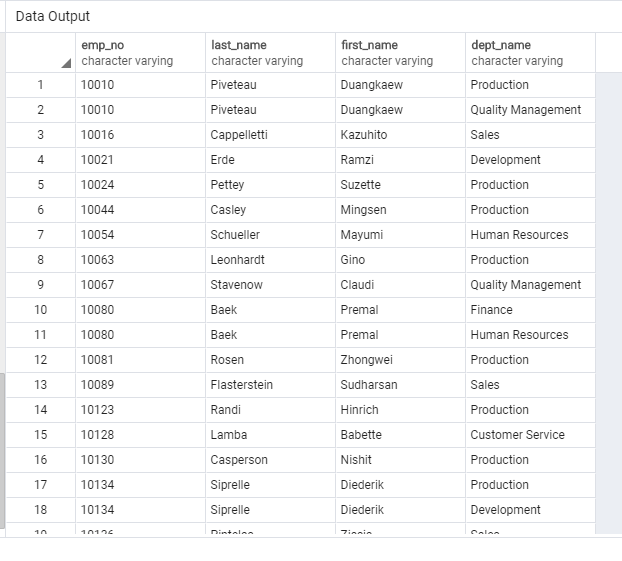 Data Output
emp_no last_name first_name dept_name
character varying character varying character varying character varying
1 10010 Piveteau Duangkaew Production
2 10010 Piveteau Duangkaew Quality Management
3 10016 Cappelletti Kazuhito Sales
4 10021 Erde Ramzi Development
5 10024 Pettey Suzette Production
6 10044 Casley Mingsen Production
7 10054 Schueller Mayumi Human Resources
8 10063 Leonhardt Gino Production
9 10067 Stavenow Claudi Quality Management
10 10080 Baek Premal Finance
11 10080 Baek Premal Human Resources
12 10081 Rosen Zhongwei Production
13 10089 Flasterstein Sudharsan Sales
14 10123 Randi Hinrich Production
15 10128 Lamba Babette Customer Service
16 10130 Casperson Nishit Production
17 10134 Siprelle Diederik Production
18 10134 Siprelle Diederik Development